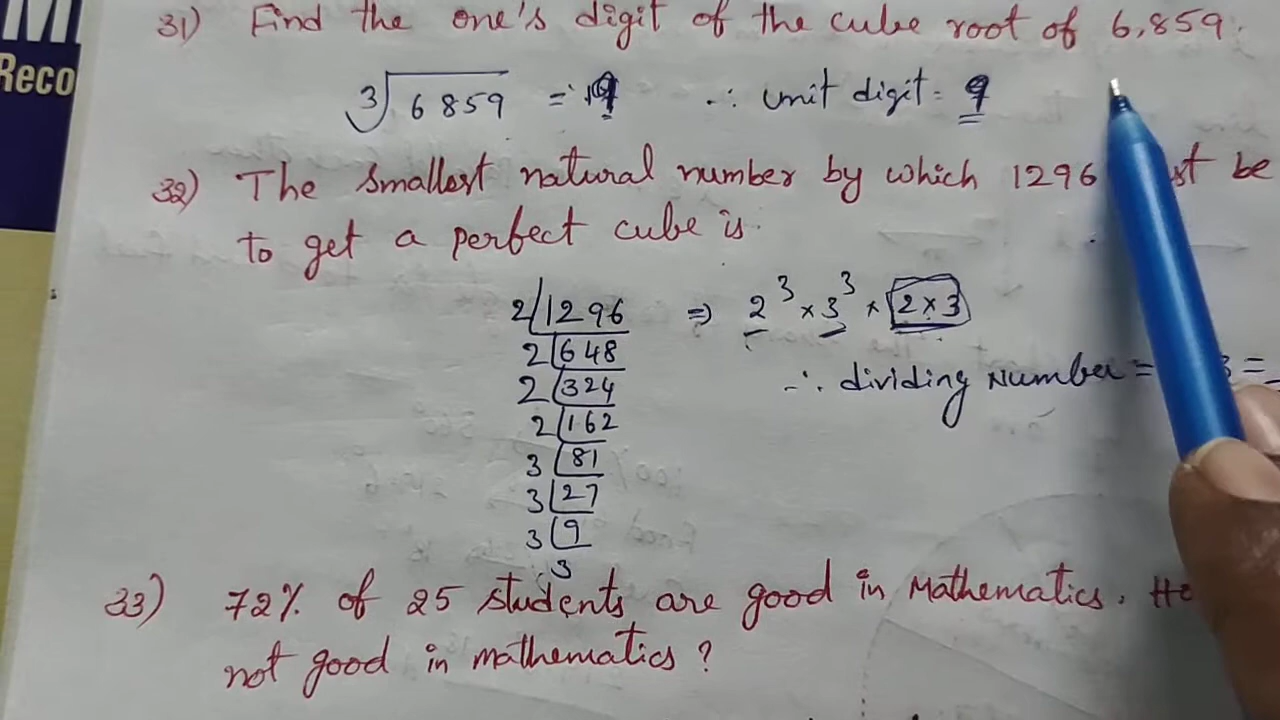 M
Reco
31) Find the one's digit of the cube root of 6,859.
∛6859 = 19 ∴ Unit digit = 9
32) The smallest natural number by which 1296 be
to get a perfect cube is.
2 1296 ⇒ 2³ × 3³ × 2×3
2 648
2 324 ∴ dividing Number = 3 =
2 162
3 81
3 27
3 9
3
33) 72% of 25 students are good in Mathematics.
not good in mathematics ?